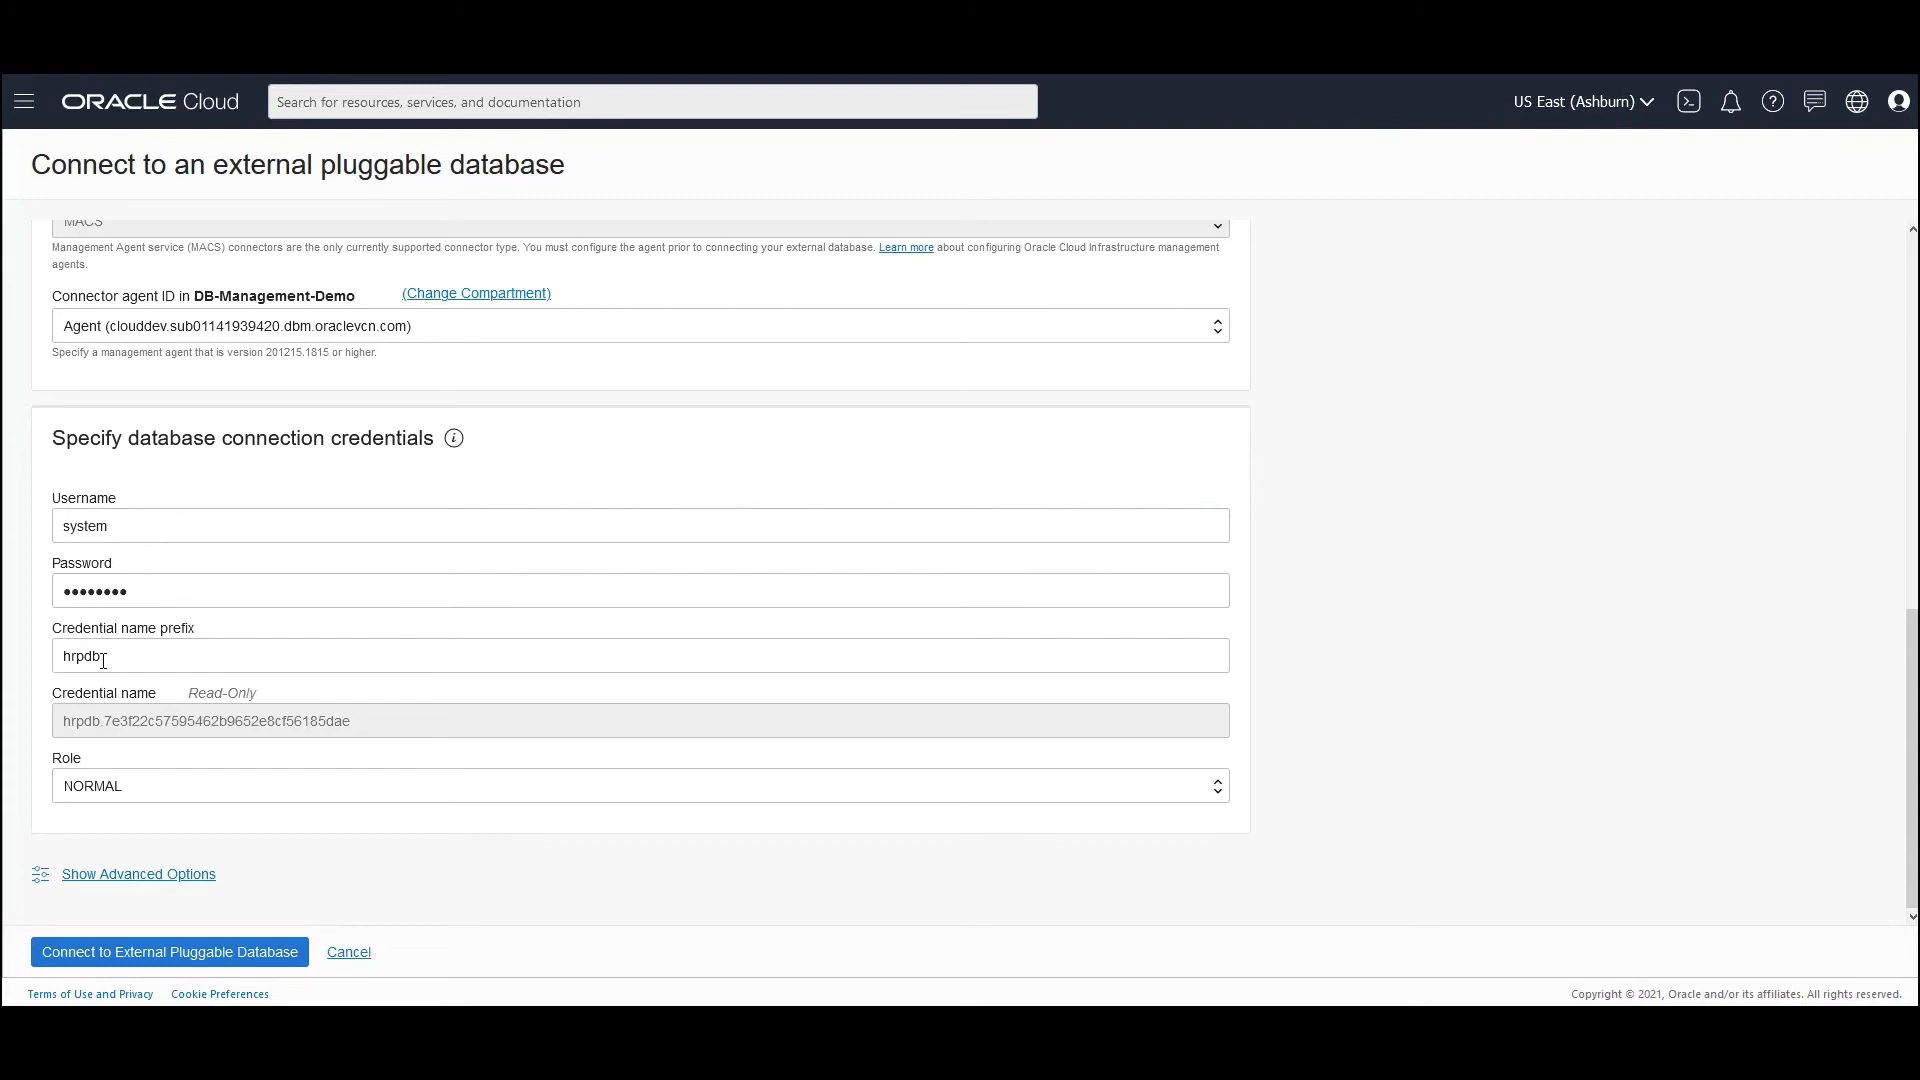 ORACLE Cloud
Search for resources, services, and documentation
US East (Ashburn)
Connect to an external pluggable database
MACS
Management Agent service (MACS) connectors are the only currently supported connector type. You must configure the agent prior to connecting your external database. Learn more about configuring Oracle Cloud Infrastructure management
agents.
Connector agent ID in DB-Management-Demo (Change Compartment)
Agent (clouddev.sub01141939420.dbm.oraclevcn.com)
Specify a management agent that is version 201215.1815 or higher.
Specify database connection credentials
Username
system
Password
••••••••
Credential name prefix
hrpdb
Credential name Read-Only
hrpdb.7e3f22c57595462b9652e8cf56185dae
Role
NORMAL
Show Advanced Options
Connect to External Pluggable Database Cancel
Terms of Use and Privacy Cookie Preferences
Copyright © 2021, Oracle and/or its affiliates. All rights reserved.